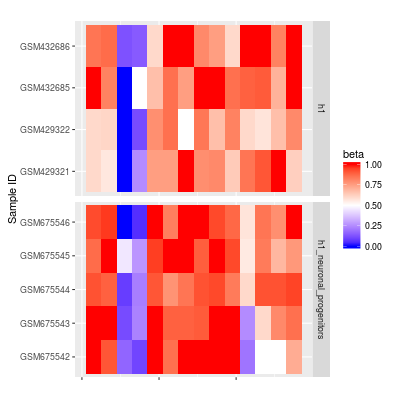 GSM432686
GSM432685
GSM429322
GSM429321
h1
GSM675546
GSM675545
GSM675544
GSM675543
GSM675542
h1_neuronal_progenitors
Sample ID
beta
1.00
0.75
0.50
0.25
0.00